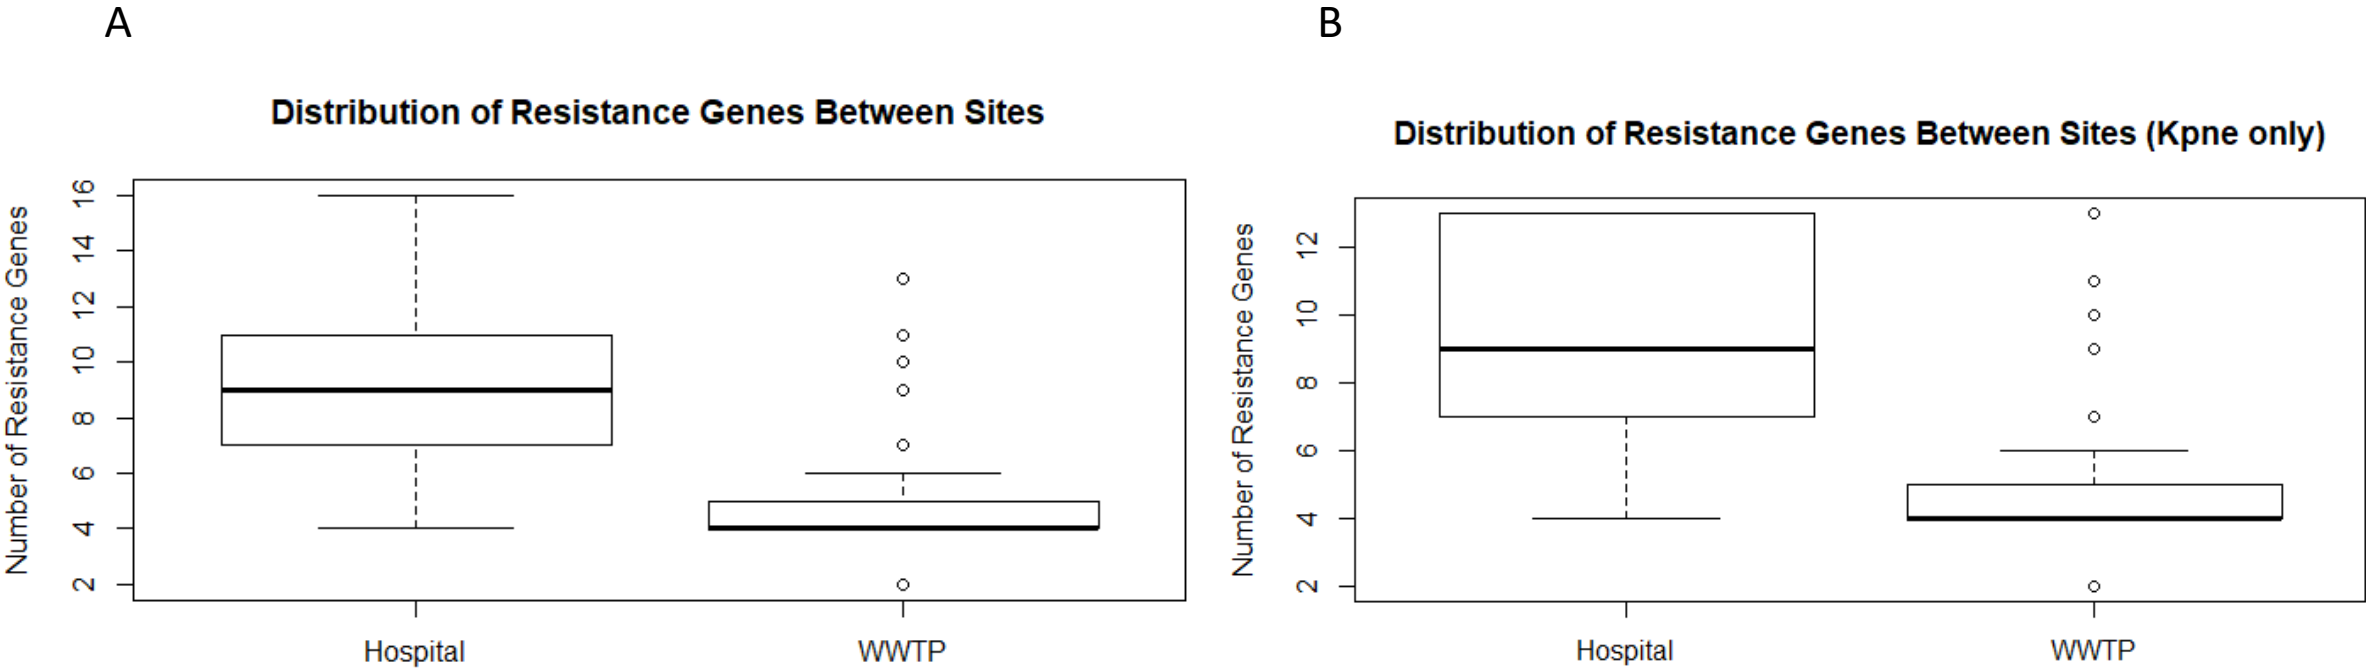 A
Distribution of Resistance Genes Between Sites
Number of Resistance Genes
16
14
12
10
8
6
4
2
Hospital
WWTP
B
Distribution of Resistance Genes Between Sites (Kpne only)
Number of Resistance Genes
12
10
8
6
4
2
Hospital
WWTP